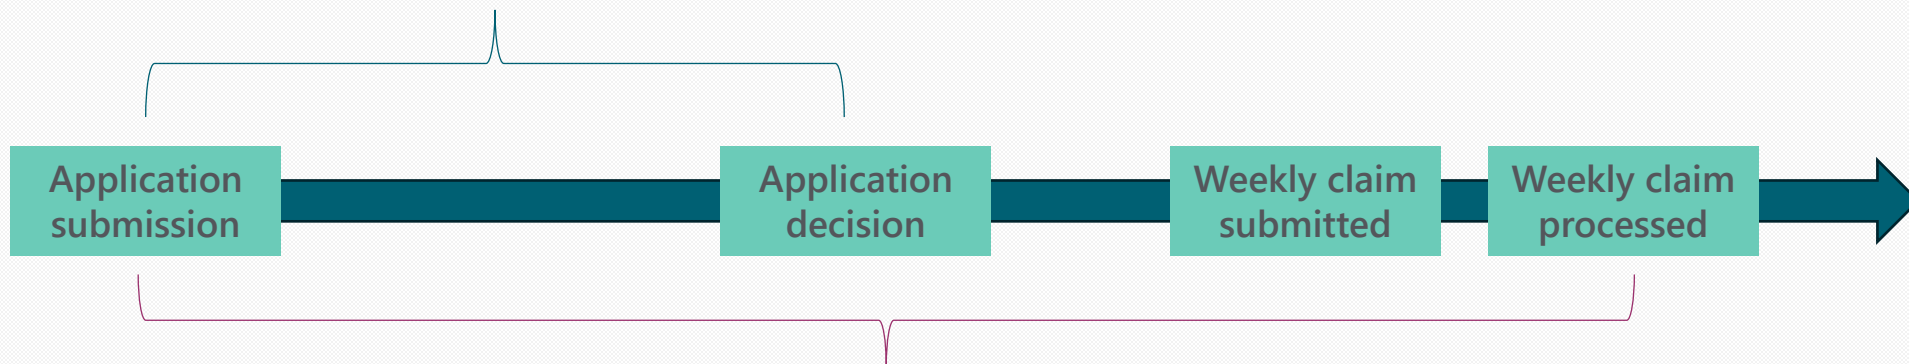 Application
submission
Application
decision
Weekly claim
submitted
Weekly claim
processed